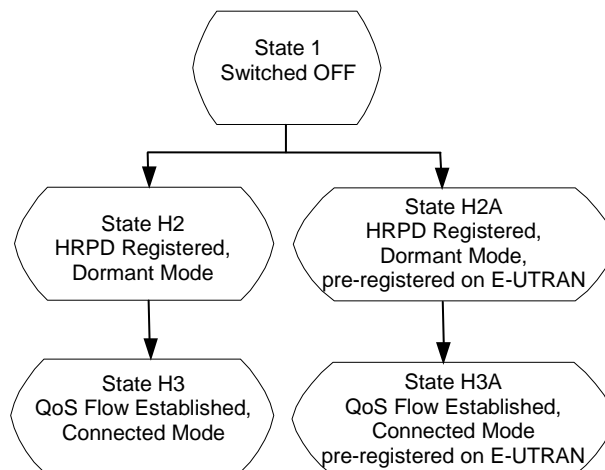 State 1
Switched OFF
State H2
HRPD Registered,
Dormant Mode
State H2A
HRPD Registered,
Dormant Mode,
pre-registered on E-UTRAN
State H3
QoS Flow Established,
Connected Mode
State H3A
QoS Flow Established,
Connected Mode
pre-registered on E-UTRAN